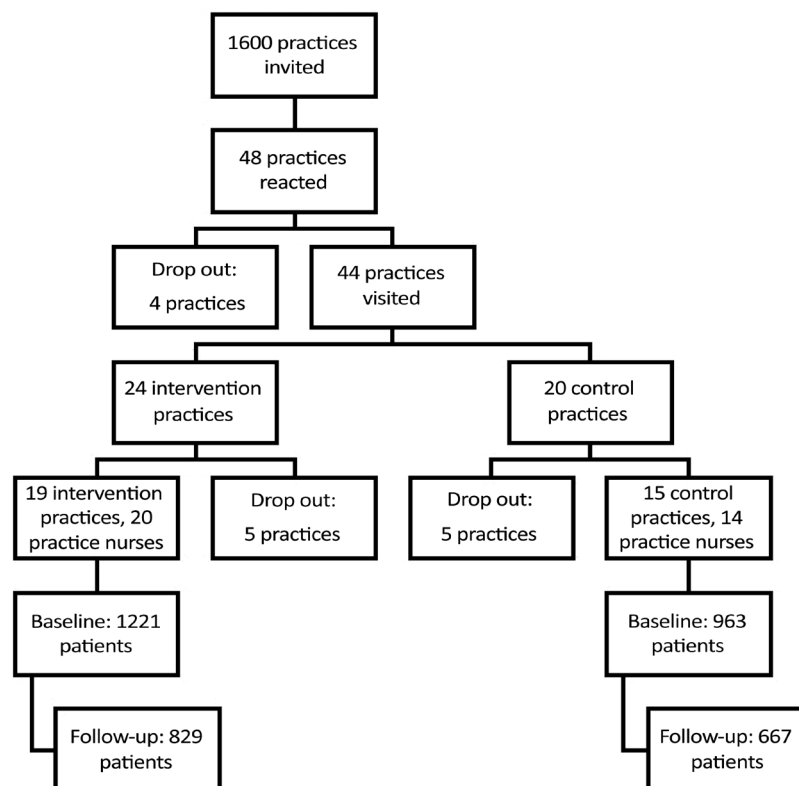 1600 practices
invited
48 practices
reacted
Drop out:
4 practices
44 practices
visited
24 intervention
practices
20 control
practices
19 intervention
practices, 20
practice nurses
Drop out:
5 practices
Drop out:
5 practices
15 control
practices, 14
practice nurses
Baseline: 1221
patients
Baseline: 963
patients
Follow-up: 829
patients
Follow-up: 667
patients